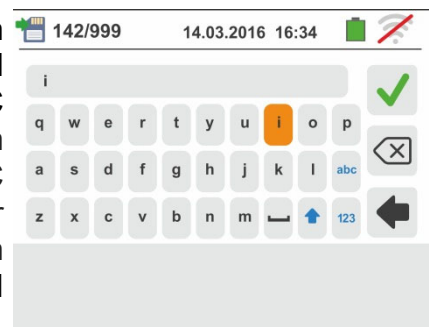 142/999 14.03.2016 16:34
i
q w e r t y u i o p
a s d f g h j k l abc
z x c v b n m 123